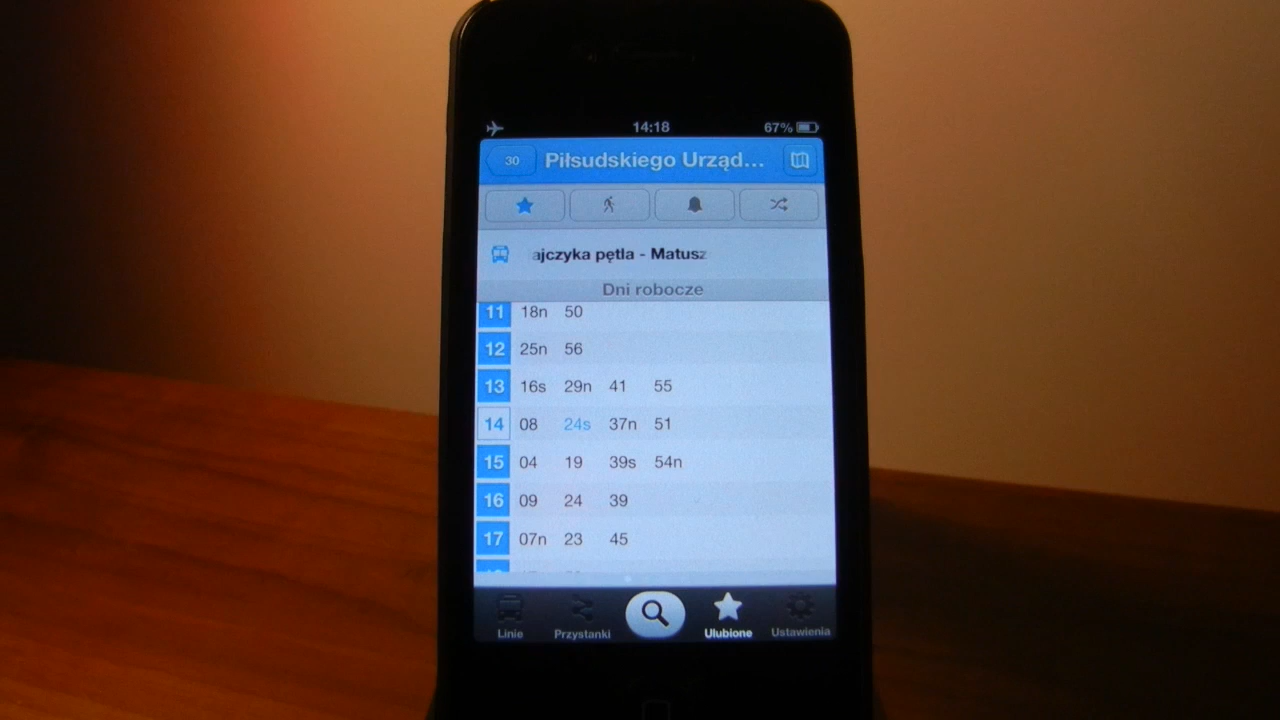 14:18 67%
30 Piłsudskiego Urząd...
ajczyka pętla - Matusz
Dni robocze
11 18n 50
12 25n 56
13 16s 29n 41 55
14 08 24s 37n 51
15 04 19 39s 54n
16 09 24 39
17 07n 23 45
Linie Przystanki Ulubione Ustawienia